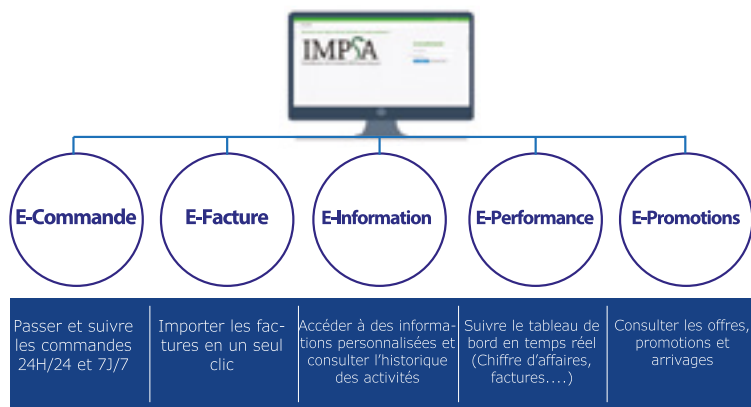 IMPSA
E-Commande
E-Facture
E-Information
E-Performance
E-Promotions
Passer et suivre
les commandes
24H/24 et 7J/7
Importer les fac-
tures en un seul
clic
Accéder à des informa-
tions personnalisées et
consulter l'historique
des activités
Suivre le tableau de
bord en temps réel
(Chiffre d'affaires,
factures....)
Consulter les offres,
promotions et
arrivages